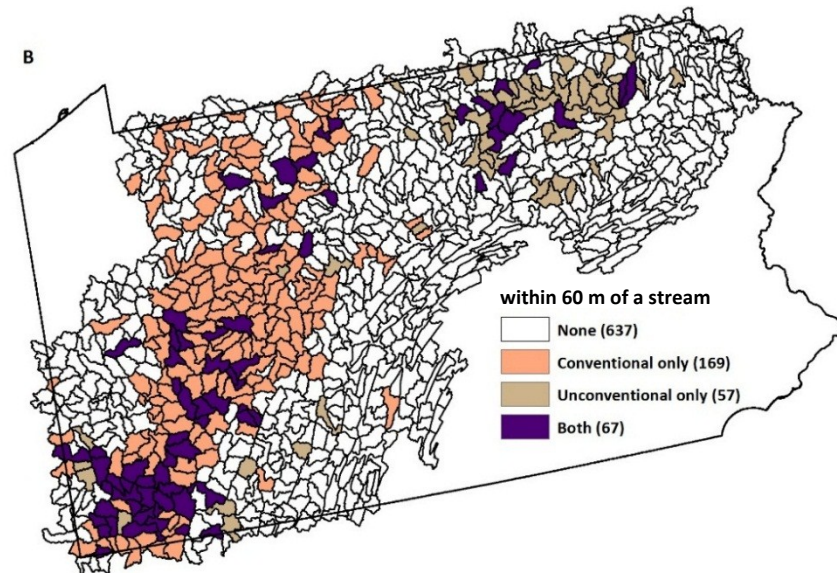 B
within 60 m of a stream
None (637)
Conventional only (169)
Unconventional only (57)
Both (67)